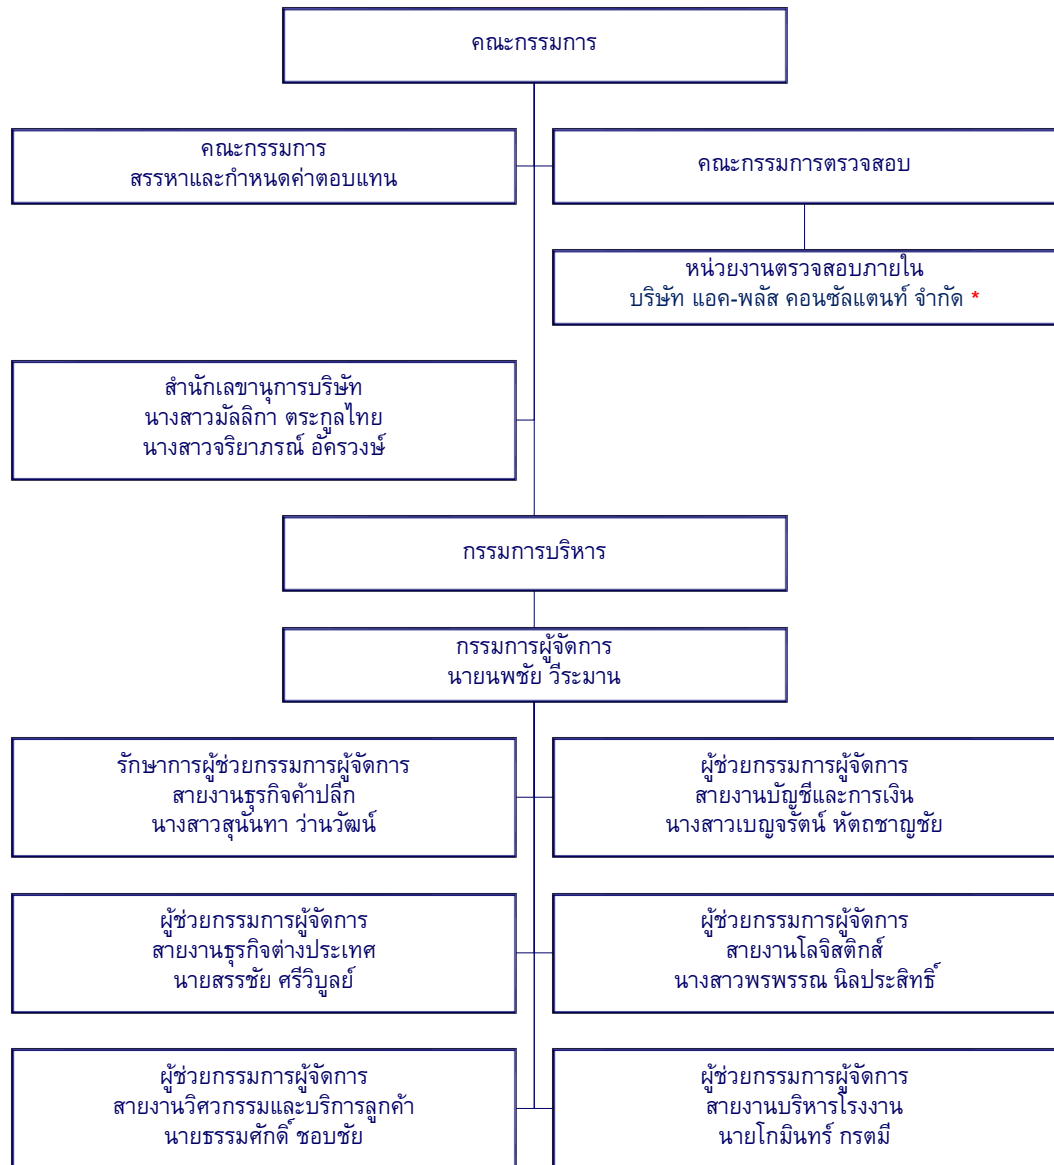 คณะกรรมการ
คณะกรรมการ
สรรหาและกำหนดค่าตอบแทน
คณะกรรมการตรวจสอบ
หน่วยงานตรวจสอบภายใน
บริษัท แอค-พลัส คอนซัลแตนท์ จำกัด *
สำนักเลขานุการบริษัท
นางสาวมัลลิกา ตระกูลไทย
นางสาวจริยาภรณ์ อัครวงษ์
กรรมการบริหาร
กรรมการผู้จัดการ
นายนพชัย วีระมาน
รักษาการผู้ช่วยกรรมการผู้จัดการ
สายงานธุรกิจค้าปลีก
นางสาวสุนันทา ว่านวัฒน์
ผู้ช่วยกรรมการผู้จัดการ
สายงานบัญชีและการเงิน
นางสาวเบญจรัตน์ หัตถชาญชัย
ผู้ช่วยกรรมการผู้จัดการ
สายงานธุรกิจต่างประเทศ
นายสรรชัย ศรีวิบูลย์
ผู้ช่วยกรรมการผู้จัดการ
สายงานโลจิสติกส์
นางสาวพรพรรณ นิลประสิทธิ์
ผู้ช่วยกรรมการผู้จัดการ
สายงานวิศวกรรมและบริการลูกค้า
นายธรรมศักดิ์ ชอบชัย
ผู้ช่วยกรรมการผู้จัดการ
สายงานบริหารโรงงาน
นายโกมินทร์ กรตมี